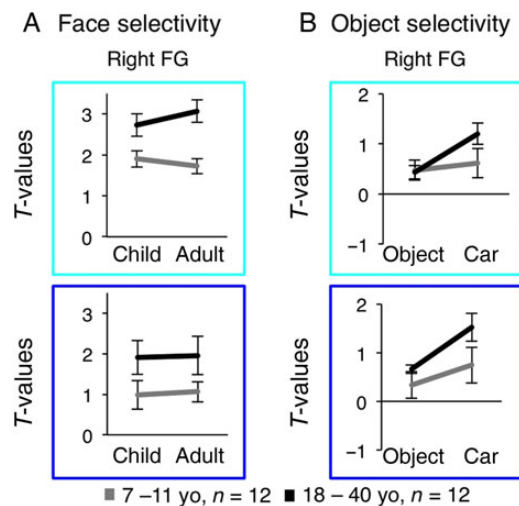 A Face selectivity
Right FG
T-values
3
2
1
0
Child Adult
B Object selectivity
Right FG
T-values
2
1
0
−1
Object Car
T-values
3
2
1
0
Child Adult
T-values
2
1
0
−1
Object Car
7 –11 yo, n = 12 18 – 40 yo, n = 12